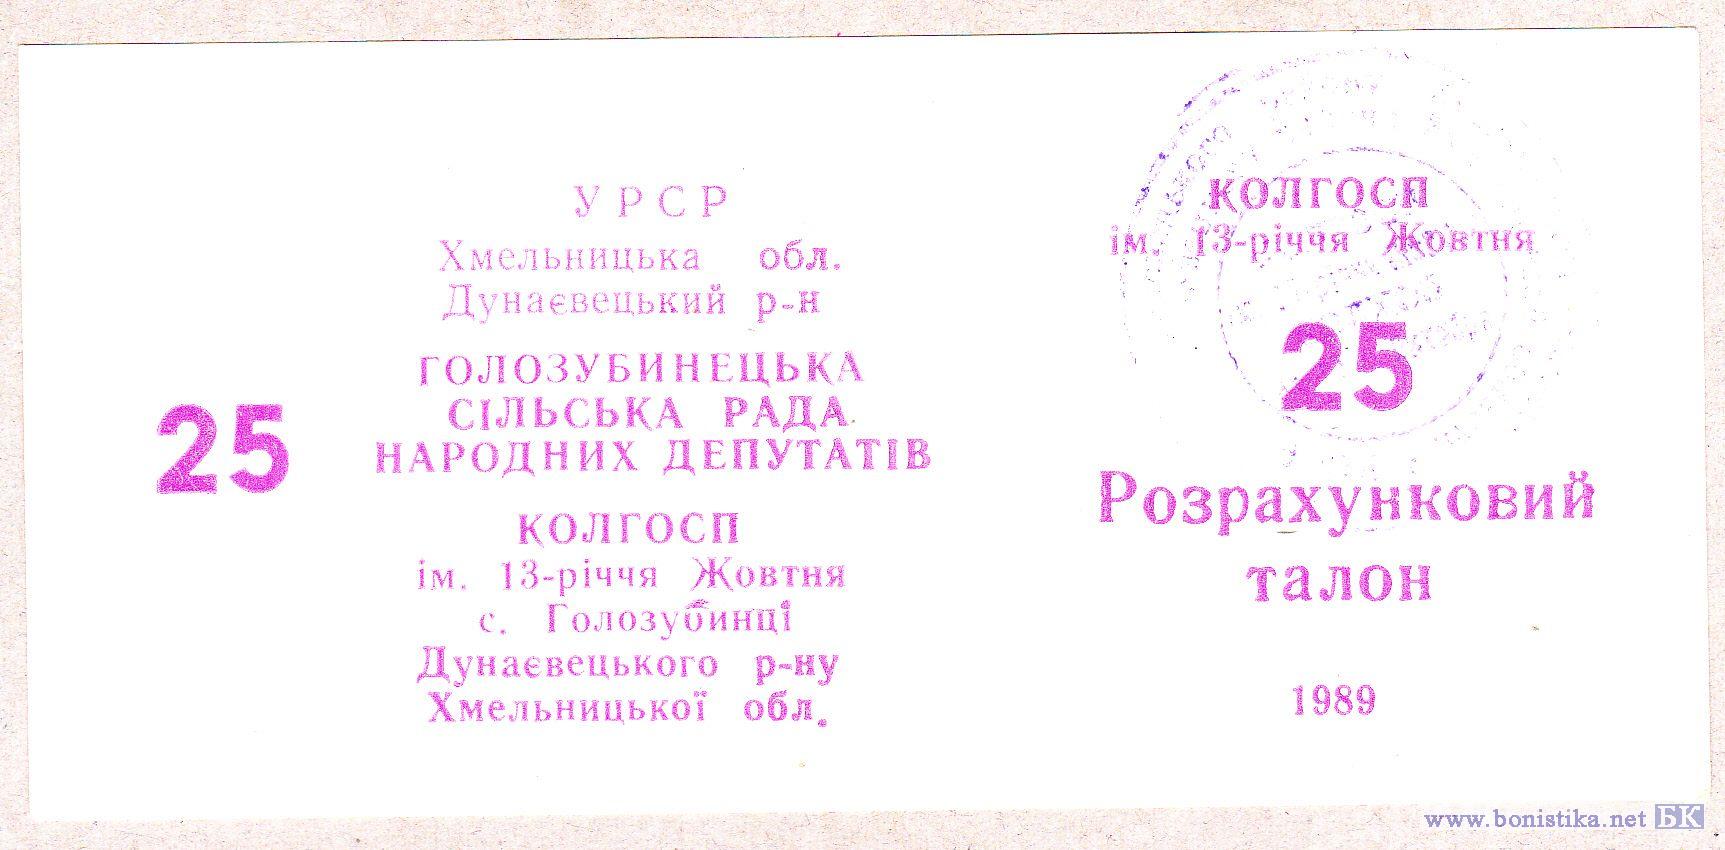 УРСР
Хмельницька обл.
Дунаєвецький р-н
ГОЛОЗУБИНЕЦЬКА
СІЛЬСЬКА РАДА
НАРОДНИХ ДЕПУТАТІВ
25
КОЛГОСП
ім. 13-річчя Жовтня
с. Голозубинці
Дунаєвецького р-ну
Хмельницької обл.
КОЛГОСП
ім. 13-річчя Жовтня
25
Розрахунковий
талон
1989
www.bonistika.net БК